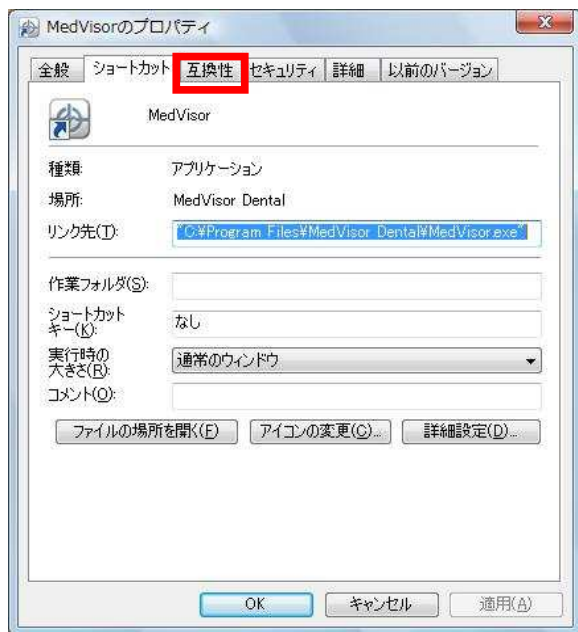 MedVisorのプロパティ
全般 ショートカット 互換性 セキュリティ 詳細 以前のバージョン
MedVisor
種類: アプリケーション
場所: MedVisor Dental
リンク先(T): "C:¥Program Files¥MedVisor Dental¥MedVisor.exe"
作業フォルダ(S):
ショートカット
キー(K): なし
実行時の
大きさ(R): 通常のウィンドウ
コメント(O):
ファイルの場所を開く(F) アイコンの変更(C)... 詳細設定(D)...
OK キャンセル 適用(A)